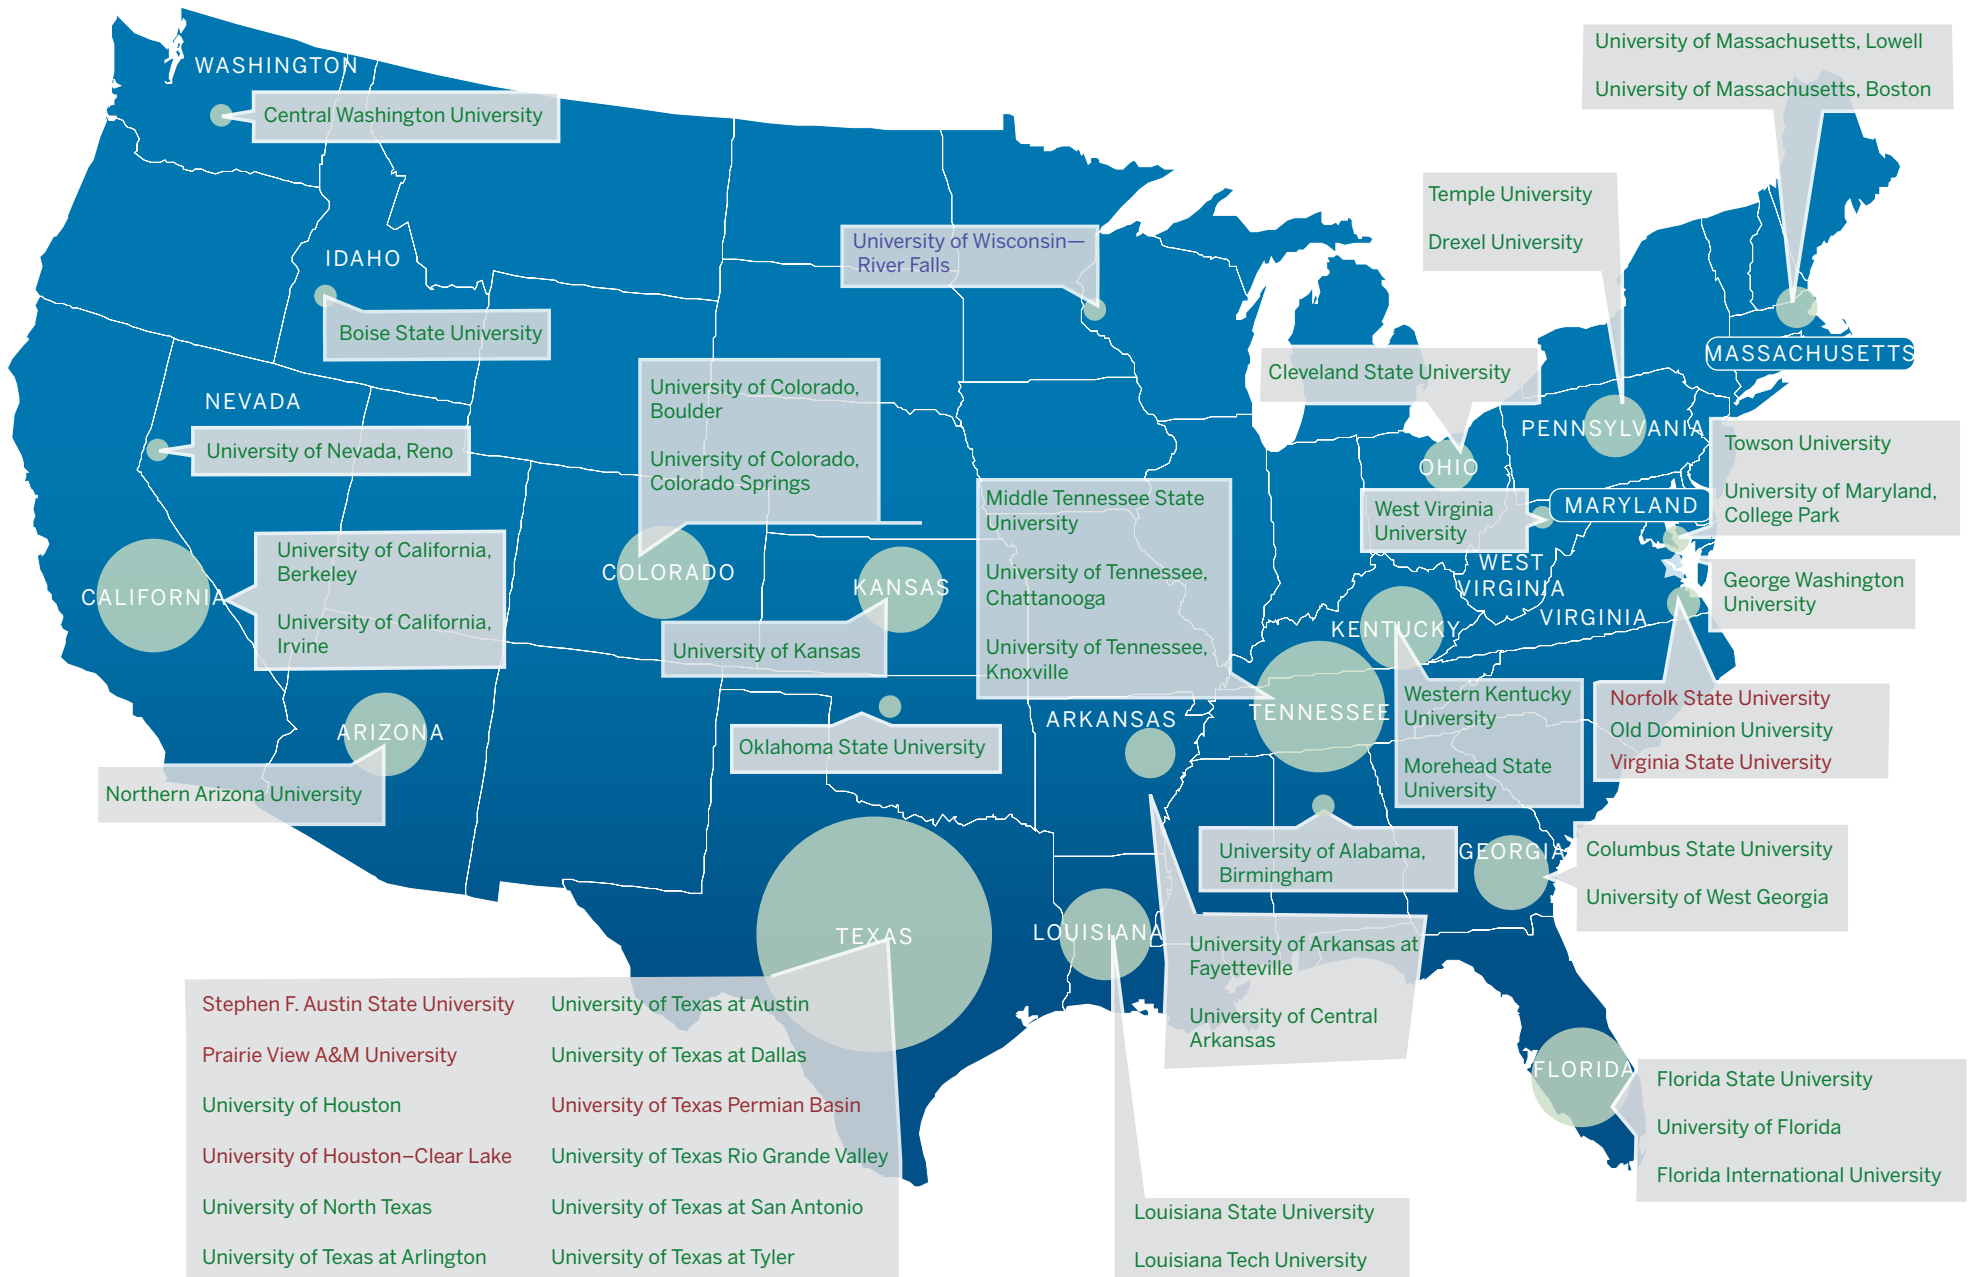 WASHINGTON
Central Washington University
IDAHO
Boise State University
NEVADA
University of Nevada, Reno
CALIFORNIA
University of California,
Berkeley
University of California,
Irvine
ARIZONA
Northern Arizona University
University of Colorado,
Boulder
University of Colorado,
Colorado Springs
COLORADO
KANSAS
University of Kansas
Oklahoma State University
University of Wisconsin—
River Falls
Middle Tennessee State
University
University of Tennessee,
Chattanooga
University of Tennessee,
Knoxville
TENNESSEE
ARKANSAS
University of Arkansas at
Fayetteville
University of Central
Arkansas
TEXAS
Stephen F. Austin State University
Prairie View A&M University
University of Houston
University of Houston–Clear Lake
University of North Texas
University of Texas at Arlington
University of Texas at Austin
University of Texas at Dallas
University of Texas Permian Basin
University of Texas Rio Grande Valley
University of Texas at San Antonio
University of Texas at Tyler
LOUISIANA
Louisiana State University
Louisiana Tech University
University of Alabama,
Birmingham
GEORGIA
Columbus State University
University of West Georgia
FLORIDA
Florida State University
University of Florida
Florida International University
KENTUCKY
Western Kentucky
University
Morehead State
University
VIRGINIA
Norfolk State University
Old Dominion University
Virginia State University
WEST
VIRGINIA
West Virginia
University
George Washington
University
MARYLAND
Towson University
University of Maryland,
College Park
OHIO
Cleveland State University
PENNSYLVANIA
Temple University
Drexel University
MASSACHUSETTS
University of Massachusetts, Lowell
University of Massachusetts, Boston